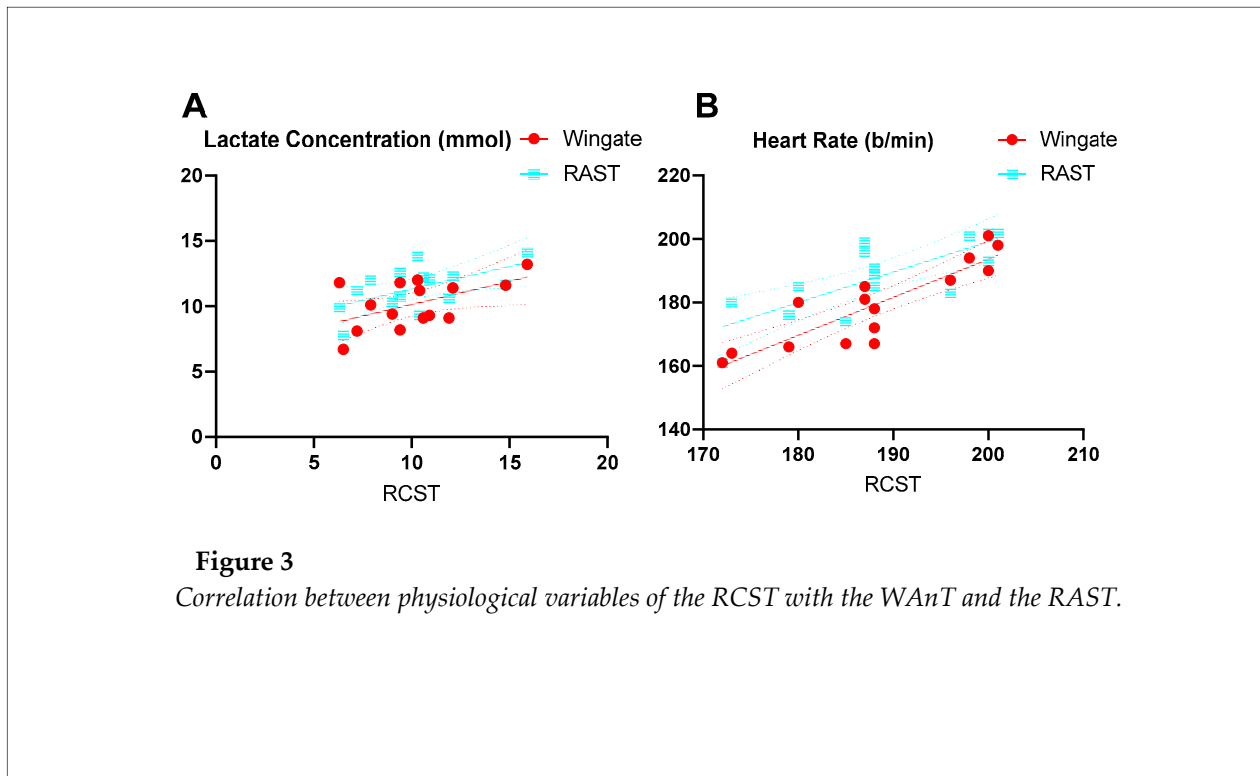 A
Lactate Concentration (mmol)
Wingate
RAST
20
15
10
5
0
0 5 10 15 20
RCST
B
Heart Rate (b/min)
Wingate
RAST
220
200
180
160
140
170 180 190 200 210
RCST
Figure 3
Correlation between physiological variables of the RCST with the WAnT and the RAST.